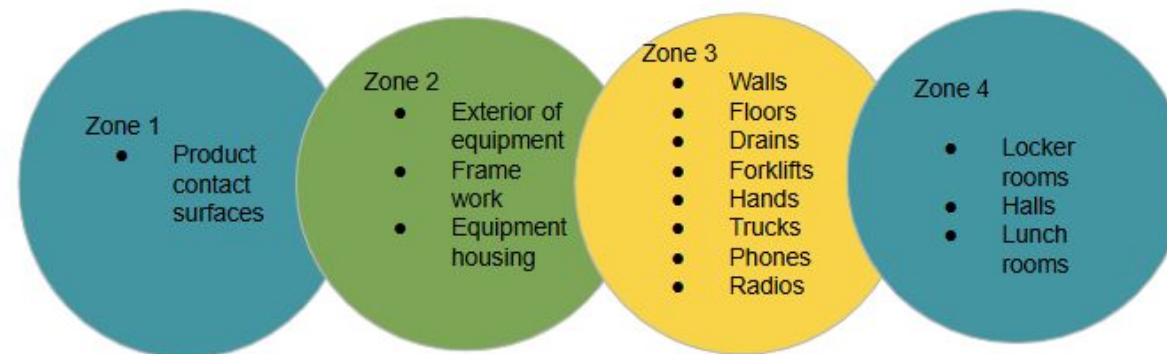 Zone 1
● Product
contact
surfaces
Zone 2
● Exterior of
equipment
● Frame
work
● Equipment
housing
Zone 3
● Walls
● Floors
● Drains
● Forklifts
● Hands
● Trucks
● Phones
● Radios
Zone 4
● Locker
rooms
● Halls
● Lunch
rooms